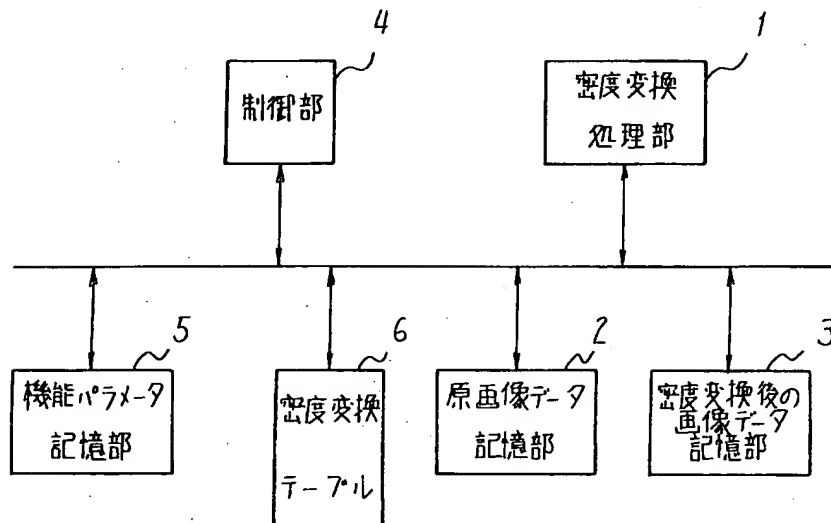 4
制御部
1
密度変換
処理部
5
機能パラメータ
記憶部
6
密度変換
テーブル
2
原画像データ
記憶部
3
密度変換後の
画像データ
記憶部